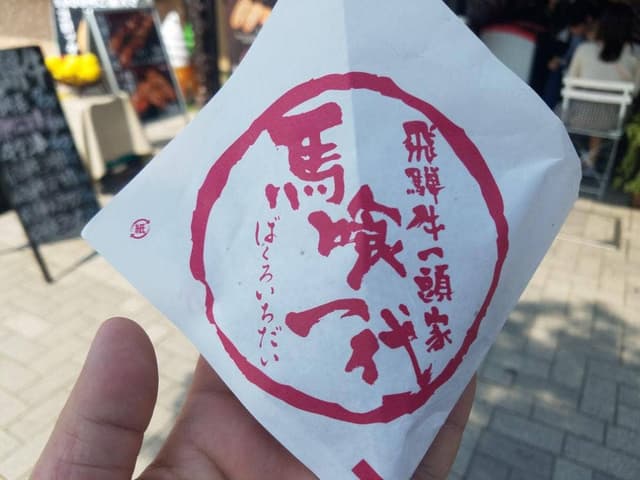 飛騨牛一頭家
馬喰一代
ばくろいちだい
紙